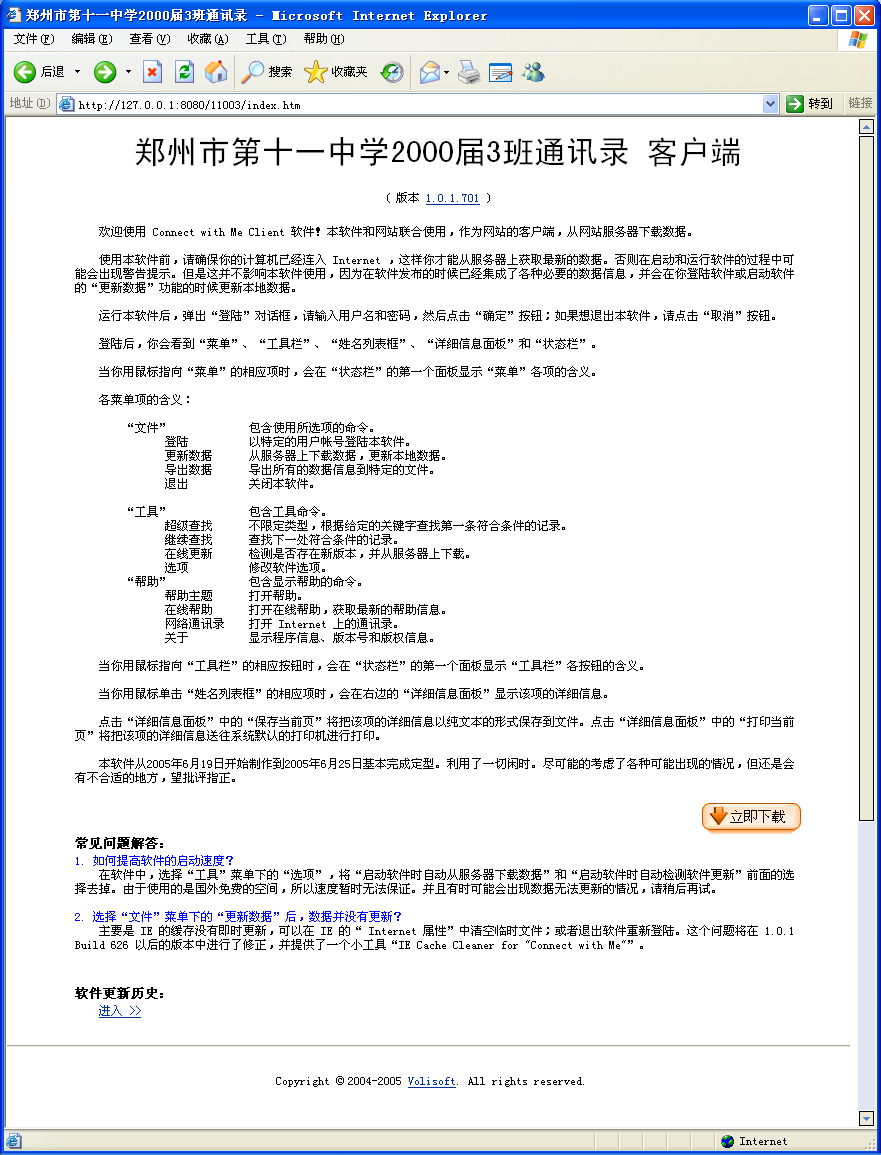 郑州市第十一中学2000届3班通讯录 - Microsoft Internet Explorer
文件(F) 编辑(E) 查看(V) 收藏(A) 工具(T) 帮助(H)
后退 搜索 收藏夹
地址(D) http://127.0.0.1:8080/11003/index.htm 转到 链接
郑州市第十一中学2000届3班通讯录 客户端
( 版本 1.0.1.701 )
欢迎使用 Connect with Me Client 软件!本软件和网站联合使用,作为网站的客户端,从网站服务器下载数据。
使用本软件前,请确保你的计算机已经连入 Internet ,这样你才能从服务器上获取最新的数据。否则在启动和运行软件的过程中可
能会出现警告提示。但是这并不影响本软件使用,因为在软件发布的时候已经集成了各种必要的数据信息,并会在你登陆软件或启动软件
的“更新数据”功能的时候更新本地数据。
运行本软件后,弹出“登陆”对话框,请输入用户名和密码,然后点击“确定”按钮;如果想退出本软件,请点击“取消”按钮。
登陆后,你会看到“菜单”、“工具栏”、“姓名列表框”、“详细信息面板”和“状态栏”。
当你用鼠标指向“菜单”的相应项时,会在“状态栏”的第一个面板显示“菜单”各项的含义。
各菜单项的含义:
“文件” 包含使用所选项的命令。
登陆 以特定的用户帐号登陆本软件。
更新数据 从服务器上下载数据,更新本地数据。
导出数据 导出所有的数据信息到特定的文件。
退出 关闭本软件。
“工具” 包含工具命令。
超级查找 不限定类型,根据给定的关键字查找第一条符合条件的记录。
继续查找 查找下一处符合条件的记录。
在线更新 检测是否存在新版本,并从服务器上下载。
选项 修改软件选项。
“帮助” 包含显示帮助的命令。
帮助主题 打开帮助。
在线帮助 打开在线帮助,获取最新的帮助信息。
网络通讯录 打开 Internet 上的通讯录。
关于 显示程序信息、版本号和版权信息。
当你用鼠标指向“工具栏”的相应按钮时,会在“状态栏”的第一个面板显示“工具栏”各按钮的含义。
当你用鼠标单击“姓名列表框”的相应项时,会在右边的“详细信息面板”显示该项的详细信息。
点击“详细信息面板”中的“保存当前页”将把该项的详细信息以纯文本的形式保存到文件。点击“详细信息面板”中的“打印当前
页”将把该项的详细信息送往系统默认的打印机进行打印。
本软件从2005年6月19日开始制作到2005年6月25日基本完成定型。利用了一切闲时。尽可能的考虑了各种可能出现的情况,但还是会
有不合适的地方,望批评指正。
立即下载
常见问题解答:
1. 如何提高软件的启动速度?
在软件中,选择“工具”菜单下的“选项”,将“启动软件时自动从服务器下载数据”和“启动软件时自动检测软件更新”前面的选
择去掉。由于使用的是国外免费的空间,所以速度暂时无法保证。并且有时可能会出现数据无法更新的情况,请稍后再试。
2. 选择“文件”菜单下的“更新数据”后,数据并没有更新?
主要是 IE 的缓存没有即时更新,可以在 IE 的“ Internet 属性”中清空临时文件;或者退出软件重新登陆。这个问题将在 1.0.1
Build 626 以后的版本中进行了修正,并提供了一个小工具“IE Cache Cleaner for "Connect with Me"”。
软件更新历史:
进入 >>
Copyright © 2004-2005 Volisoft. All rights reserved.
Internet